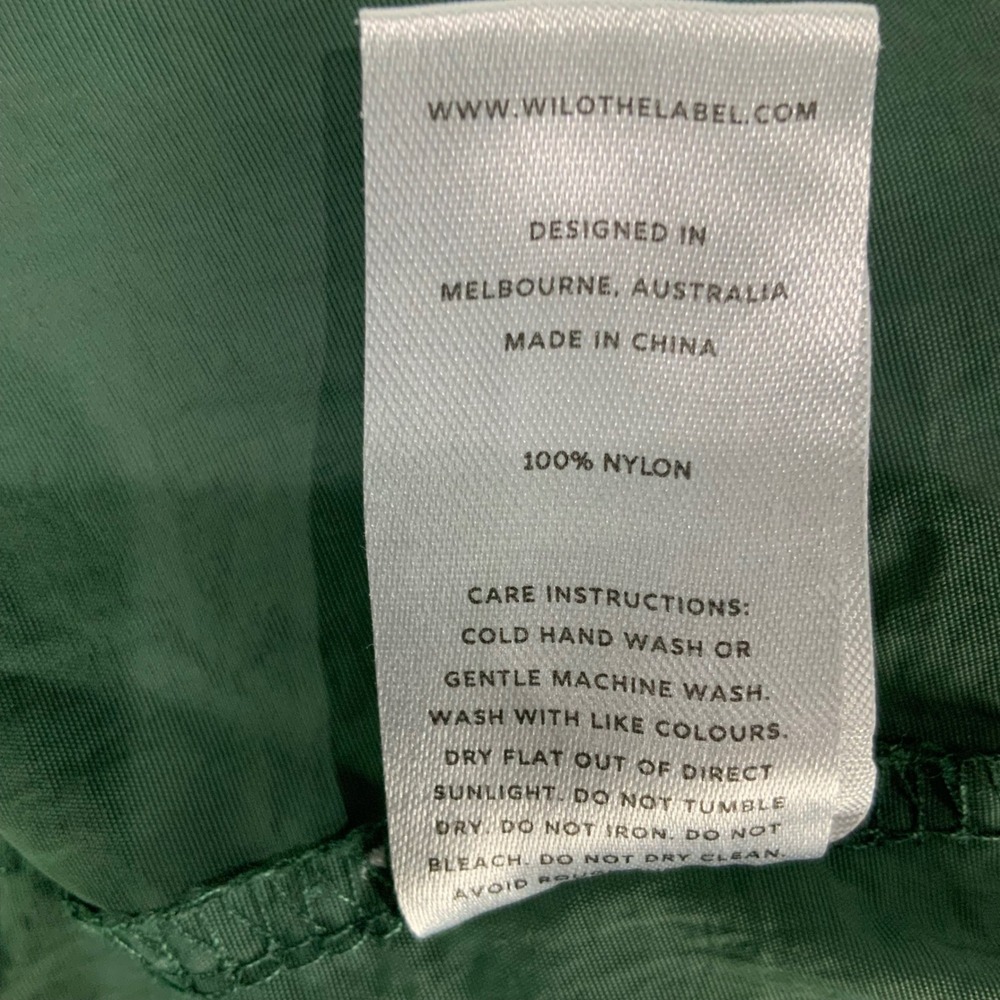 WWW.WILOTHELABEL.COM
DESIGNED IN
MELBOURNE, AUSTRALIA
MADE IN CHINA
100% NYLON
CARE INSTRUCTIONS:
COLD HAND WASH OR
GENTLE MACHINE WASH.
WASH WITH LIKE COLOURS.
DRY FLAT OUT OF DIRECT
SUNLIGHT. DO NOT TUMBLE
DRY. DO NOT IRON. DO NOT
BLEACH. DO NOT DRY CLEAN.
AVOID